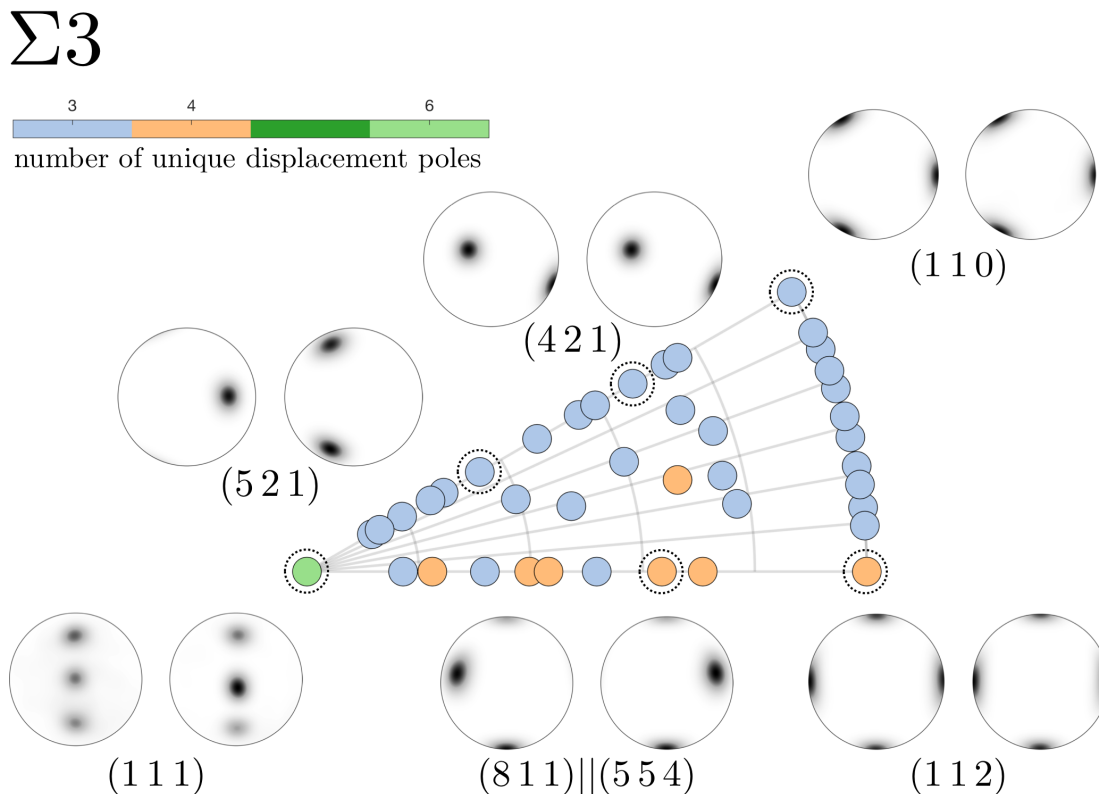 Σ3
3 4 6
number of unique displacement poles
(1 1 0)
(4 2 1)
(5 2 1)
(1 1 1)
(8 1 1)||(5 5 4)
(1 1 2)